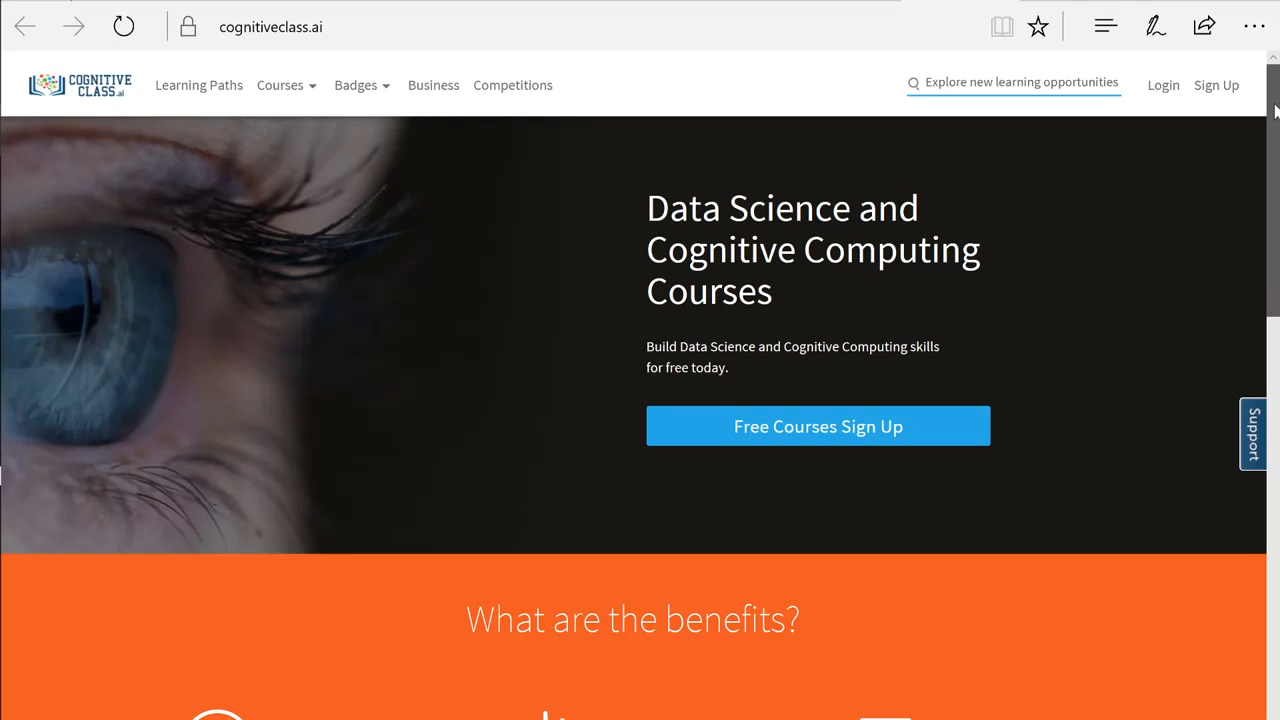 cognitiveclass.ai
COGNITIVE
CLASS.ai
Learning Paths
Courses
Badges
Business
Competitions
Explore new learning opportunities
Login
Sign Up
Data Science and
Cognitive Computing
Courses
Build Data Science and Cognitive Computing skills
for free today.
Free Courses Sign Up
Support
What are the benefits?